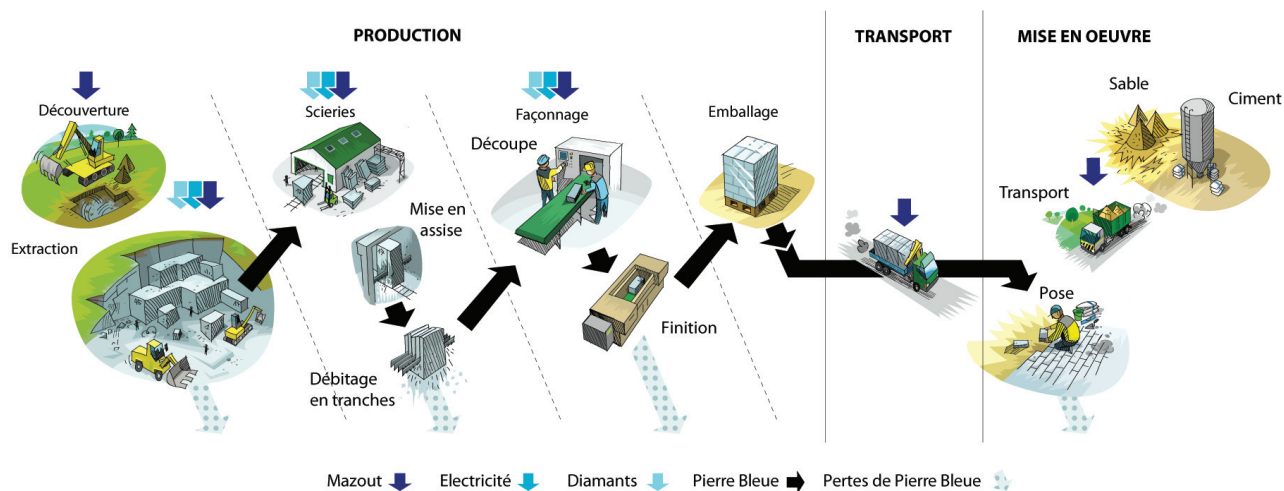 PRODUCTION
TRANSPORT
MISE EN OEUVRE
Découverte
Extraction
Scieries
Mise en
assise
Débitage
en tranches
Façonnage
Découpe
Finition
Emballage
Sable
Ciment
Transport
Pose
Mazout
Electricité
Diamants
Pierre Bleue
Pertes de Pierre Bleue